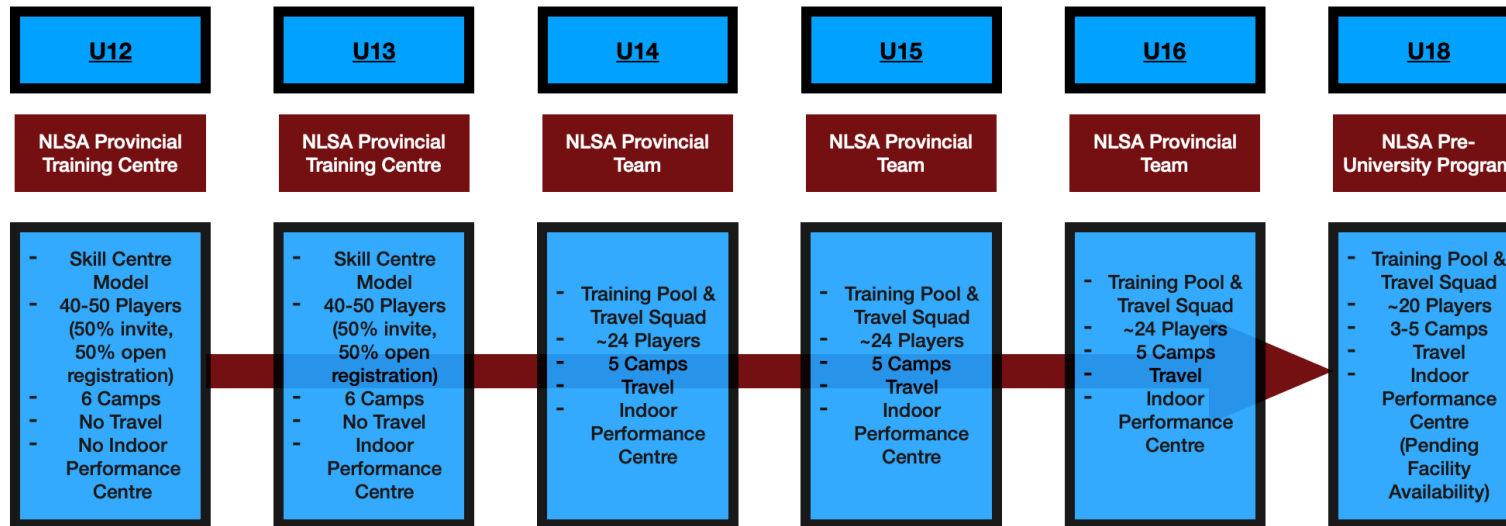 U12
U13
U14
U15
U16
U18
NLSA Provincial
Training Centre
NLSA Provincial
Training Centre
NLSA Provincial
Team
NLSA Provincial
Team
NLSA Provincial
Team
NLSA Pre-
University Program
- Skill Centre
Model
- 40-50 Players
(50% invite,
50% open
registration)
- 6 Camps
- No Travel
- No Indoor
Performance
Centre
- Skill Centre
Model
- 40-50 Players
(50% invite,
50% open
registration)
- 6 Camps
- No Travel
- Indoor
Performance
Centre
- Training Pool &
Travel Squad
- ~24 Players
- 5 Camps
- Travel
- Indoor
Performance
Centre
- Training Pool &
Travel Squad
- ~24 Players
- 5 Camps
- Travel
- Indoor
Performance
Centre
- Training Pool &
Travel Squad
- ~24 Players
- 5 Camps
- Travel
- Indoor
Performance
Centre
- Training Pool &
Travel Squad
- ~20 Players
- 3-5 Camps
- Travel
- Indoor
Performance
Centre
(Pending
Facility
Availability)